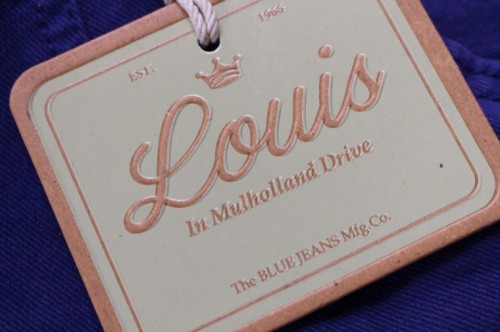 EST. 1966
Louis
In Mulholland Drive
The BLUE JEANS Mfg.Co.